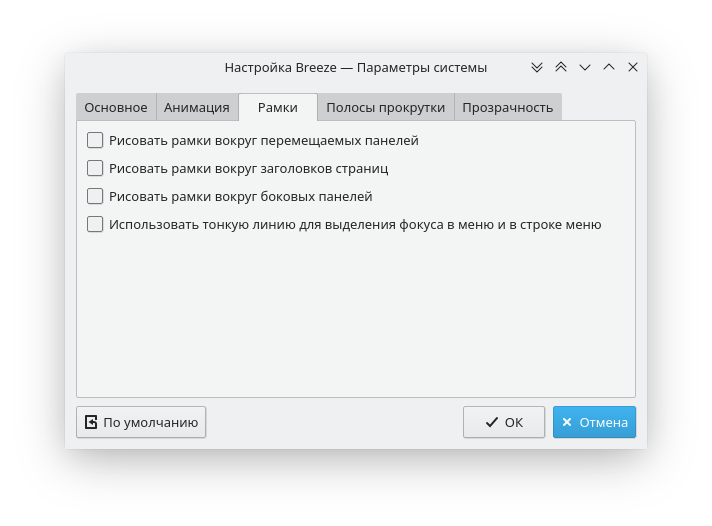 Настройка Breeze — Параметры системы
Основное
Анимация
Рамки
Полосы прокрутки
Прозрачность
Рисовать рамки вокруг перемещаемых панелей
Рисовать рамки вокруг заголовков страниц
Рисовать рамки вокруг боковых панелей
Использовать тонкую линию для выделения фокуса в меню и в строке меню
По умолчанию
ОК
Отмена